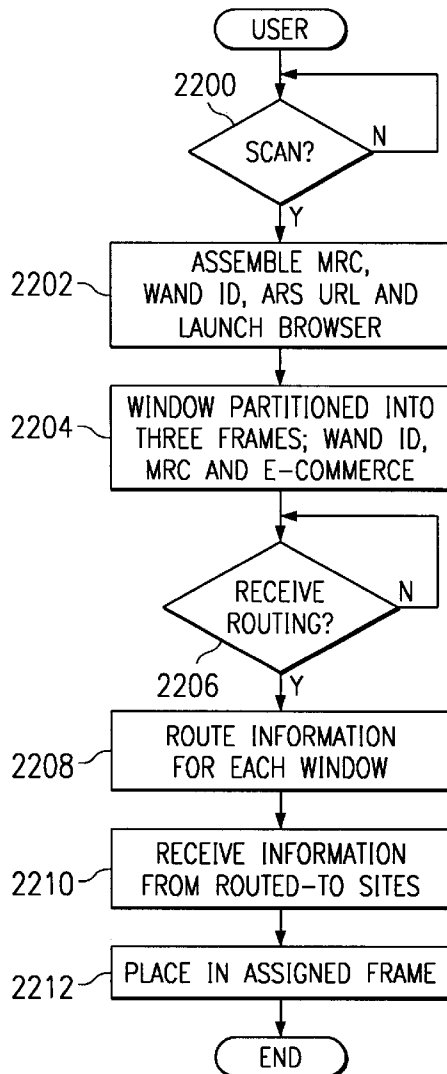 USER
2200
SCAN?
N
Y
2202
ASSEMBLE MRC,
WAND ID, ARS URL AND
LAUNCH BROWSER
2204
WINDOW PARTITIONED INTO
THREE FRAMES; WAND ID,
MRC AND E-COMMERCE
RECEIVE
ROUTING?
N
2206
Y
2208
ROUTE INFORMATION
FOR EACH WINDOW
2210
RECEIVE INFORMATION
FROM ROUTED-TO SITES
2212
PLACE IN ASSIGNED FRAME
END